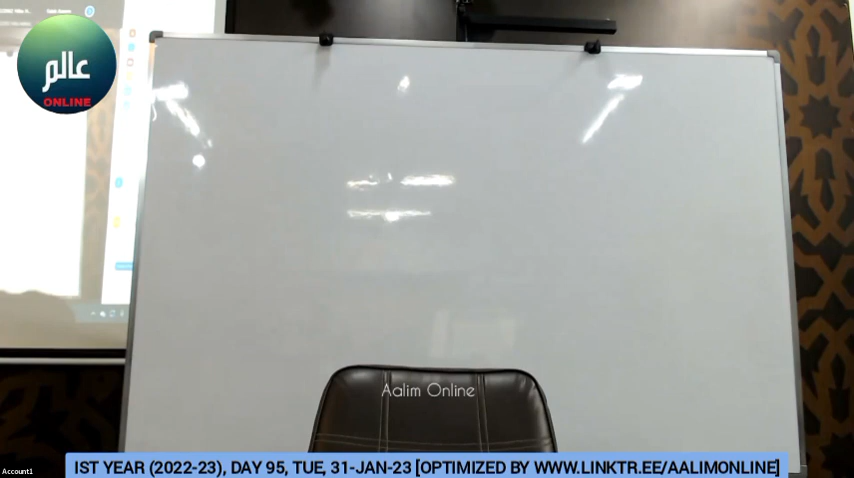 عالم
ONLINE
Aalim Online
Account1
IST YEAR (2022-23), DAY 95, TUE, 31-JAN-23 [OPTIMIZED BY WWW.LINKTR.EE/AALIMONLINE]